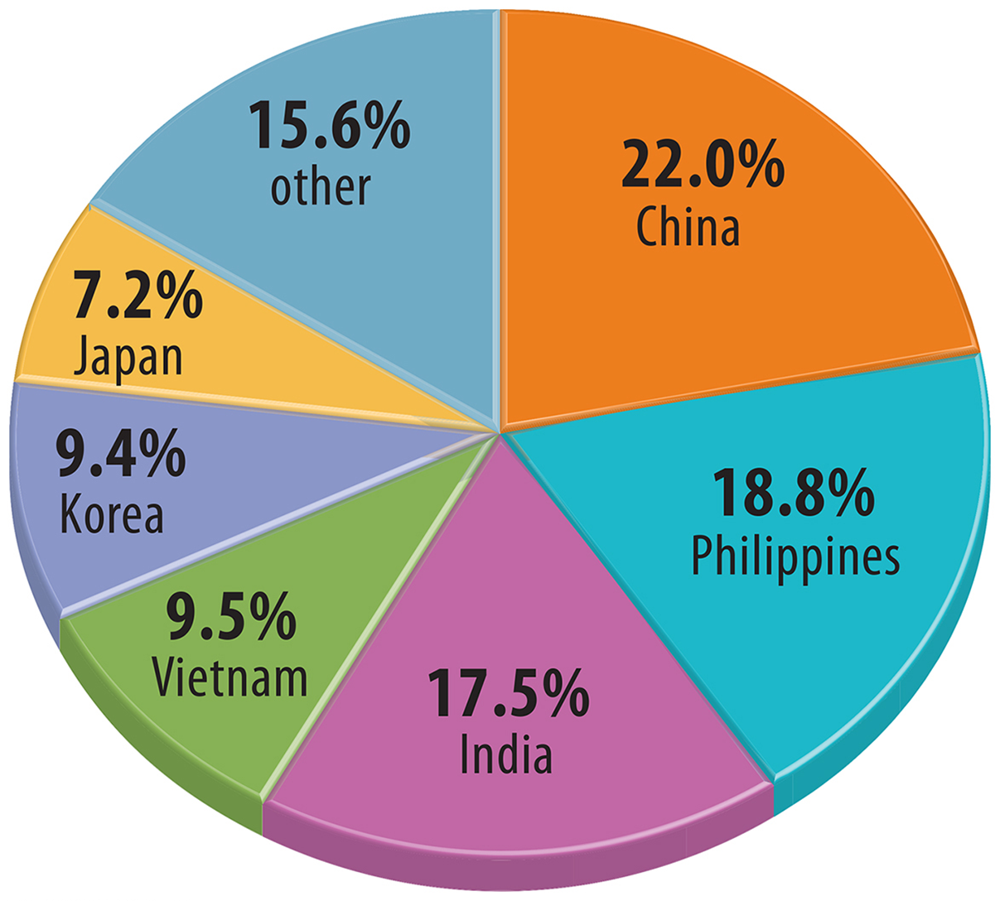 22.0%
China
18.8%
Philippines
17.5%
India
9.5%
Vietnam
9.4%
Korea
7.2%
Japan
15.6%
other